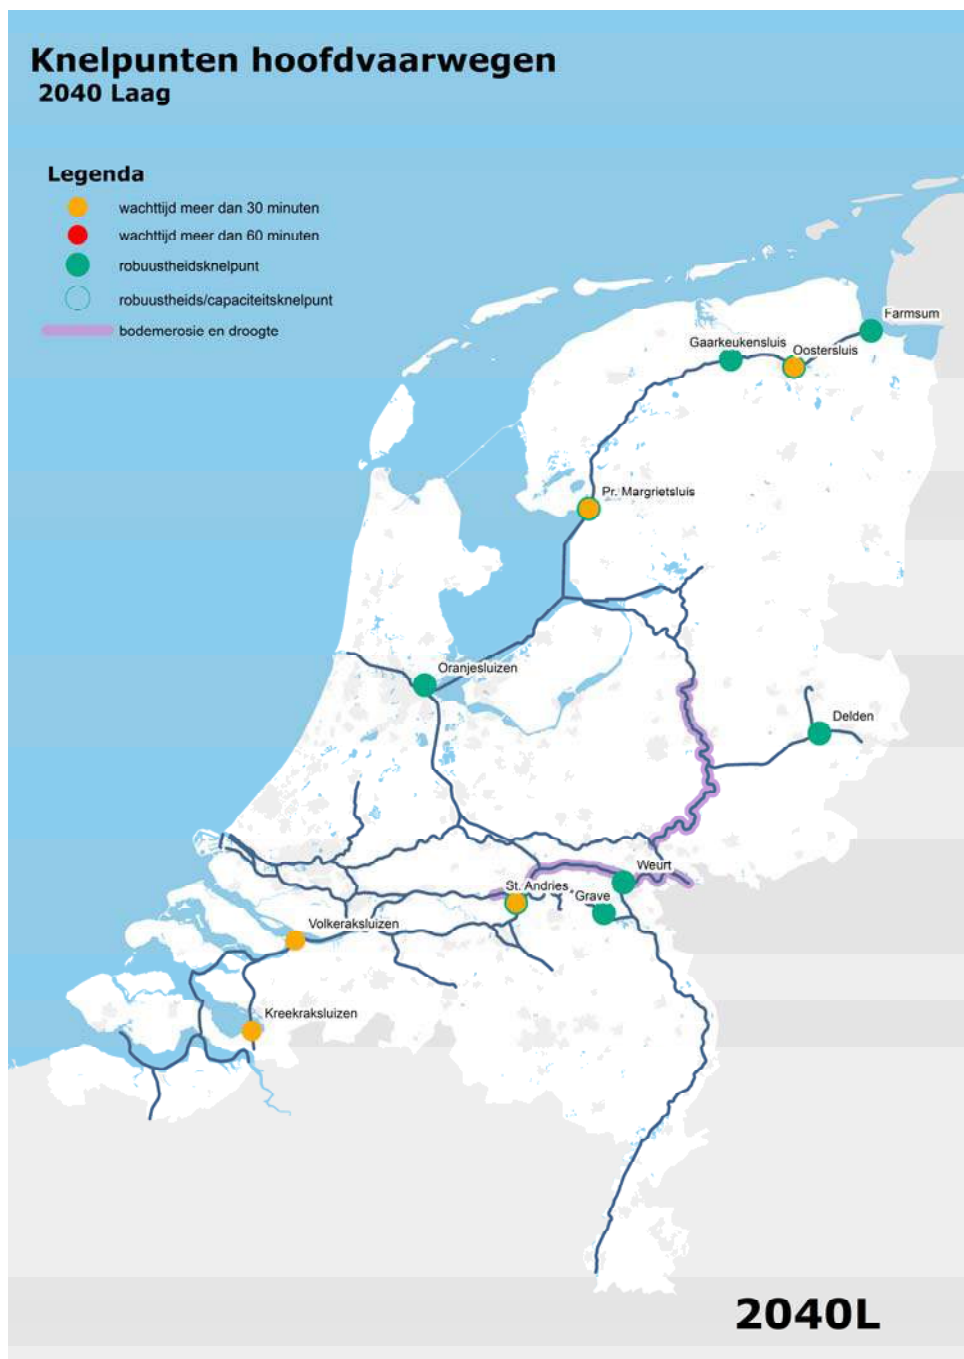 Knelpunten hoofdvaarwegen
2040 Laag
Legenda
wachttijd meer dan 30 minuten
wachttijd meer dan 60 minuten
robuustheidsknelpunt
robuustheids/capaciteitsknelpunt
bodemerosie en droogte
Farmsum
Gaarkeukensluis
Oostersluis
Pr. Margrietsluis
Oranjesluizen
Delden
Weurt
St. Andries
Grave
Volkeraksluizen
Kreekraksluizen
2040L